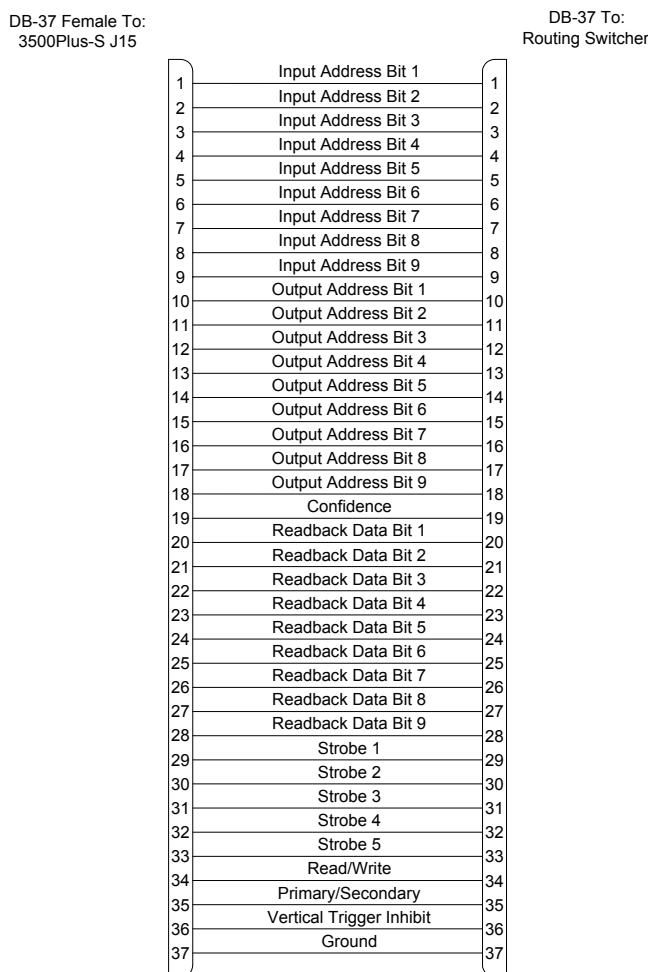 DB-37 Female To:
3500Plus-S J15
DB-37 To:
Routing Switcher
1 Input Address Bit 1 1
2 Input Address Bit 2 2
3 Input Address Bit 3 3
4 Input Address Bit 4 4
5 Input Address Bit 5 5
6 Input Address Bit 6 6
7 Input Address Bit 7 7
8 Input Address Bit 8 8
9 Input Address Bit 9 9
10 Output Address Bit 1 10
11 Output Address Bit 2 11
12 Output Address Bit 3 12
13 Output Address Bit 4 13
14 Output Address Bit 5 14
15 Output Address Bit 6 15
16 Output Address Bit 7 16
17 Output Address Bit 8 17
18 Output Address Bit 9 18
19 Confidence 19
20 Readback Data Bit 1 20
21 Readback Data Bit 2 21
22 Readback Data Bit 3 22
23 Readback Data Bit 4 23
24 Readback Data Bit 5 24
25 Readback Data Bit 6 25
26 Readback Data Bit 7 26
27 Readback Data Bit 8 27
28 Readback Data Bit 9 28
29 Strobe 1 29
30 Strobe 2 30
31 Strobe 3 31
32 Strobe 4 32
33 Strobe 5 33
34 Read/Write 34
35 Primary/Secondary 35
36 Vertical Trigger Inhibit 36
37 Ground 37